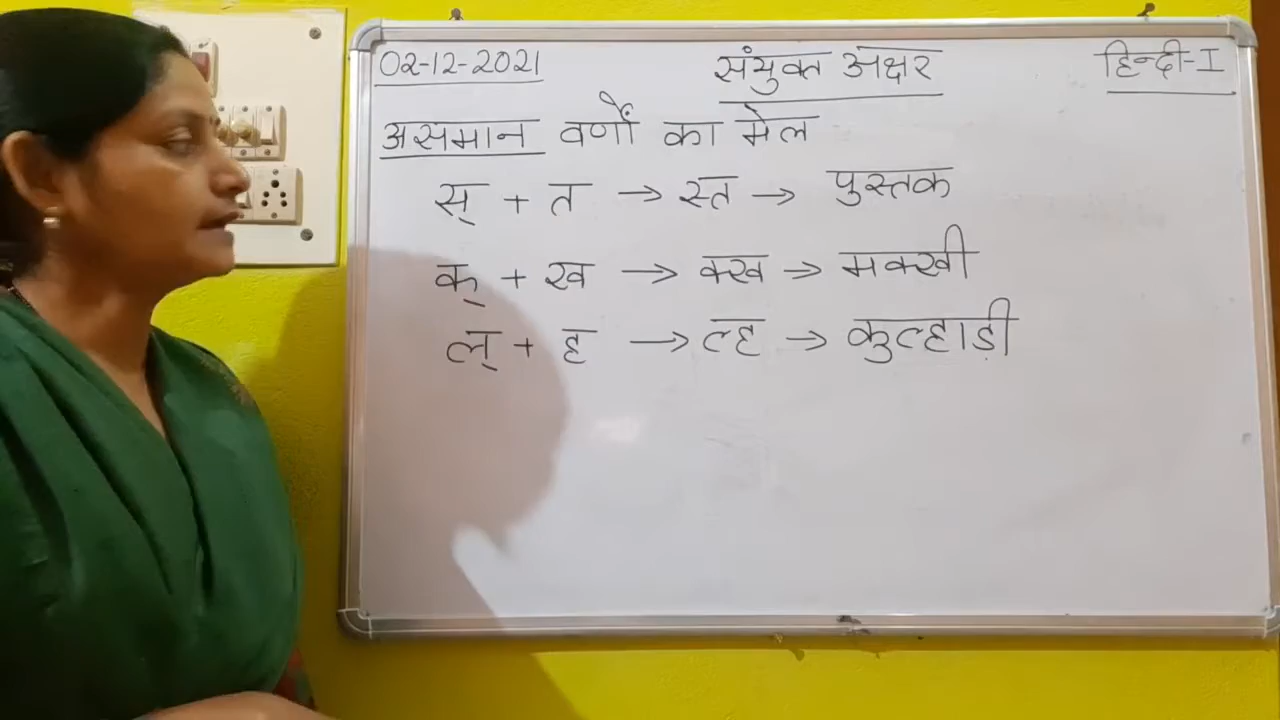 02-12-2021 संयुक्त अक्षर हिन्दी-I
असमान वर्णों का मेल
स् + त → स्त → पुस्तक
क् + ख → क्ख → मक्खी
ल् + ह → ल्ह → कुल्हाड़ी